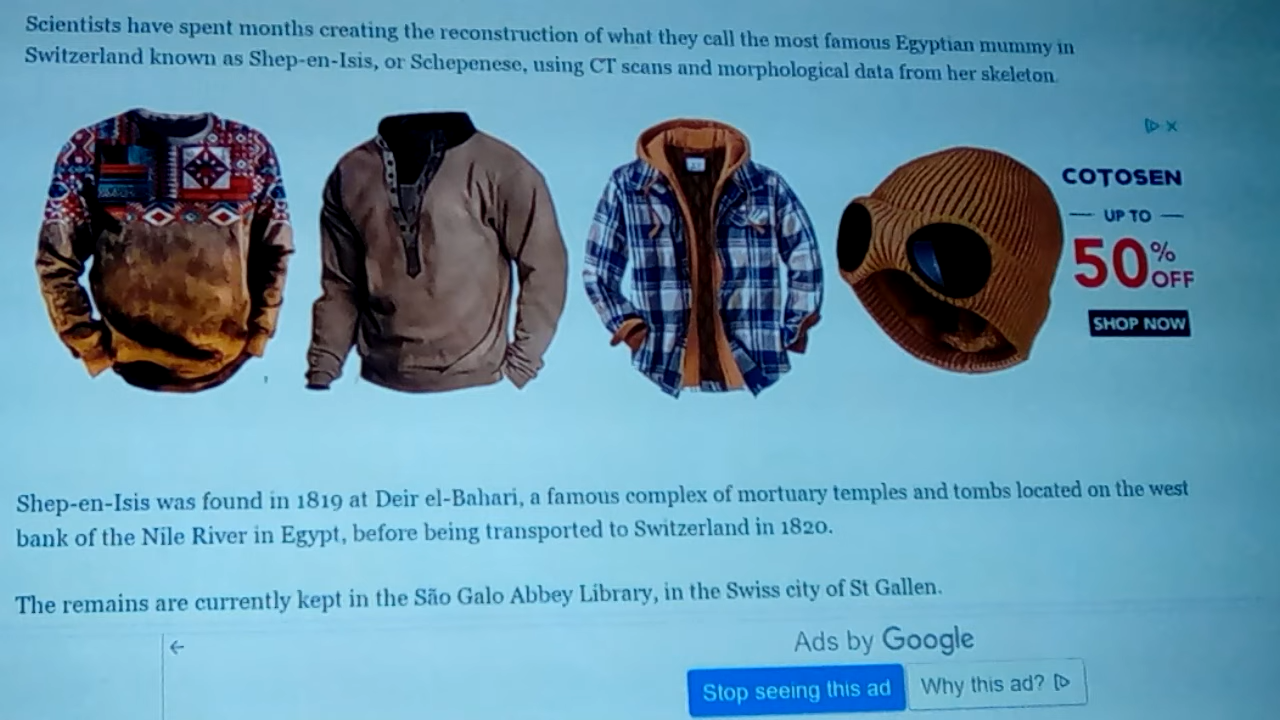 Scientists have spent months creating the reconstruction of what they call the most famous Egyptian mummy in
Switzerland known as Shep-en-Isis, or Schepenese, using CT scans and morphological data from her skeleton.
COTOSEN
UP TO
50% OFF
SHOP NOW
Shep-en-Isis was found in 1819 at Deir el-Bahari, a famous complex of mortuary temples and tombs located on the west
bank of the Nile River in Egypt, before being transported to Switzerland in 1820.
The remains are currently kept in the São Galo Abbey Library, in the Swiss city of St Gallen.
Ads by Google
Stop seeing this ad
Why this ad?